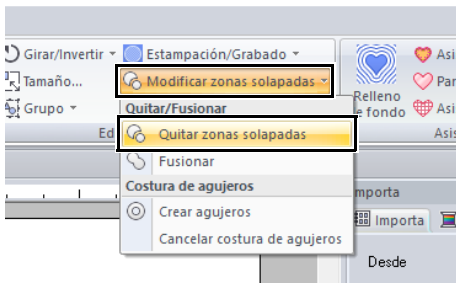 Girar/Invertir
Estampación/Grabado
Tamaño...
Modificar zonas solapadas
Grupo
Quitar/Fusionar
Quitar zonas solapadas
Fusionar
Costura de agujeros
Crear agujeros
Cancelar costura de agujeros
Relleno
de fondo
Importa
Desde